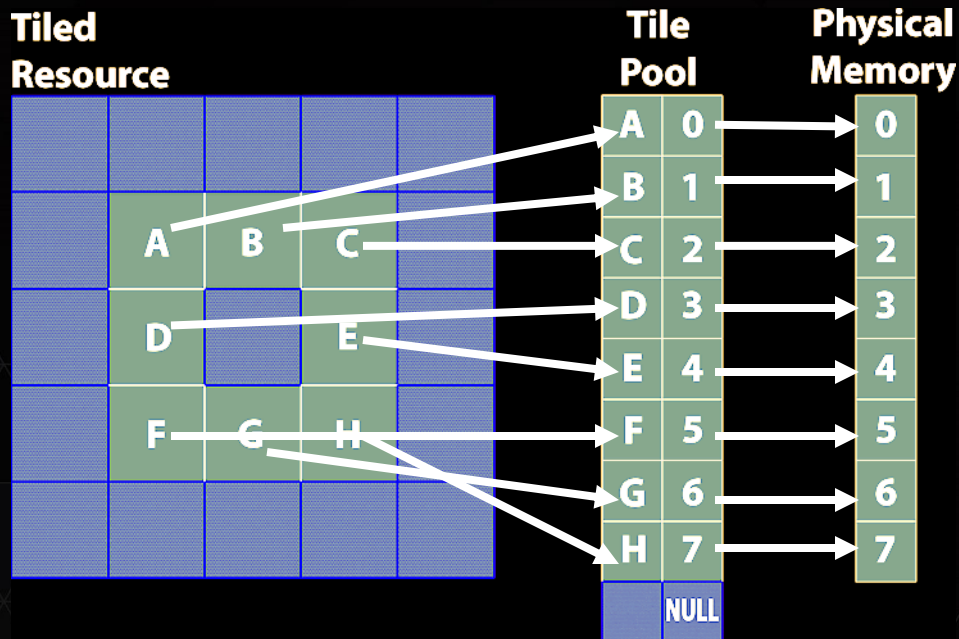 Tiled
Resource
Tile
Pool
Physical
Memory
A 0
0
B 1
1
A B C
C 2
2
D E
D 3
3
E 4
4
F G H
F 5
5
G 6
6
H 7
7
NULL